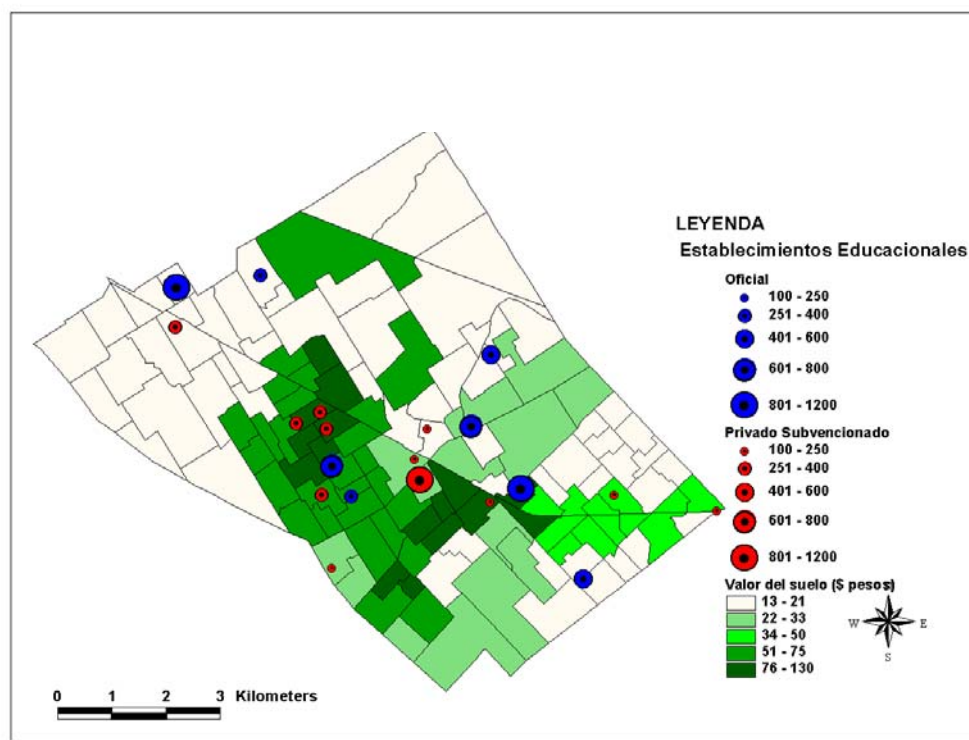 LEYENDA
Establecimientos Educacionales
Oficial
100 - 250
251 - 400
401 - 600
601 - 800
801 - 1200
Privado Subvencionado
100 - 250
251 - 400
401 - 600
601 - 800
801 - 1200
Valor del suelo ($ pesos)
13 - 21
22 - 33
34 - 50
51 - 75
76 - 130
W E
S
0 1 2 3 Kilometers